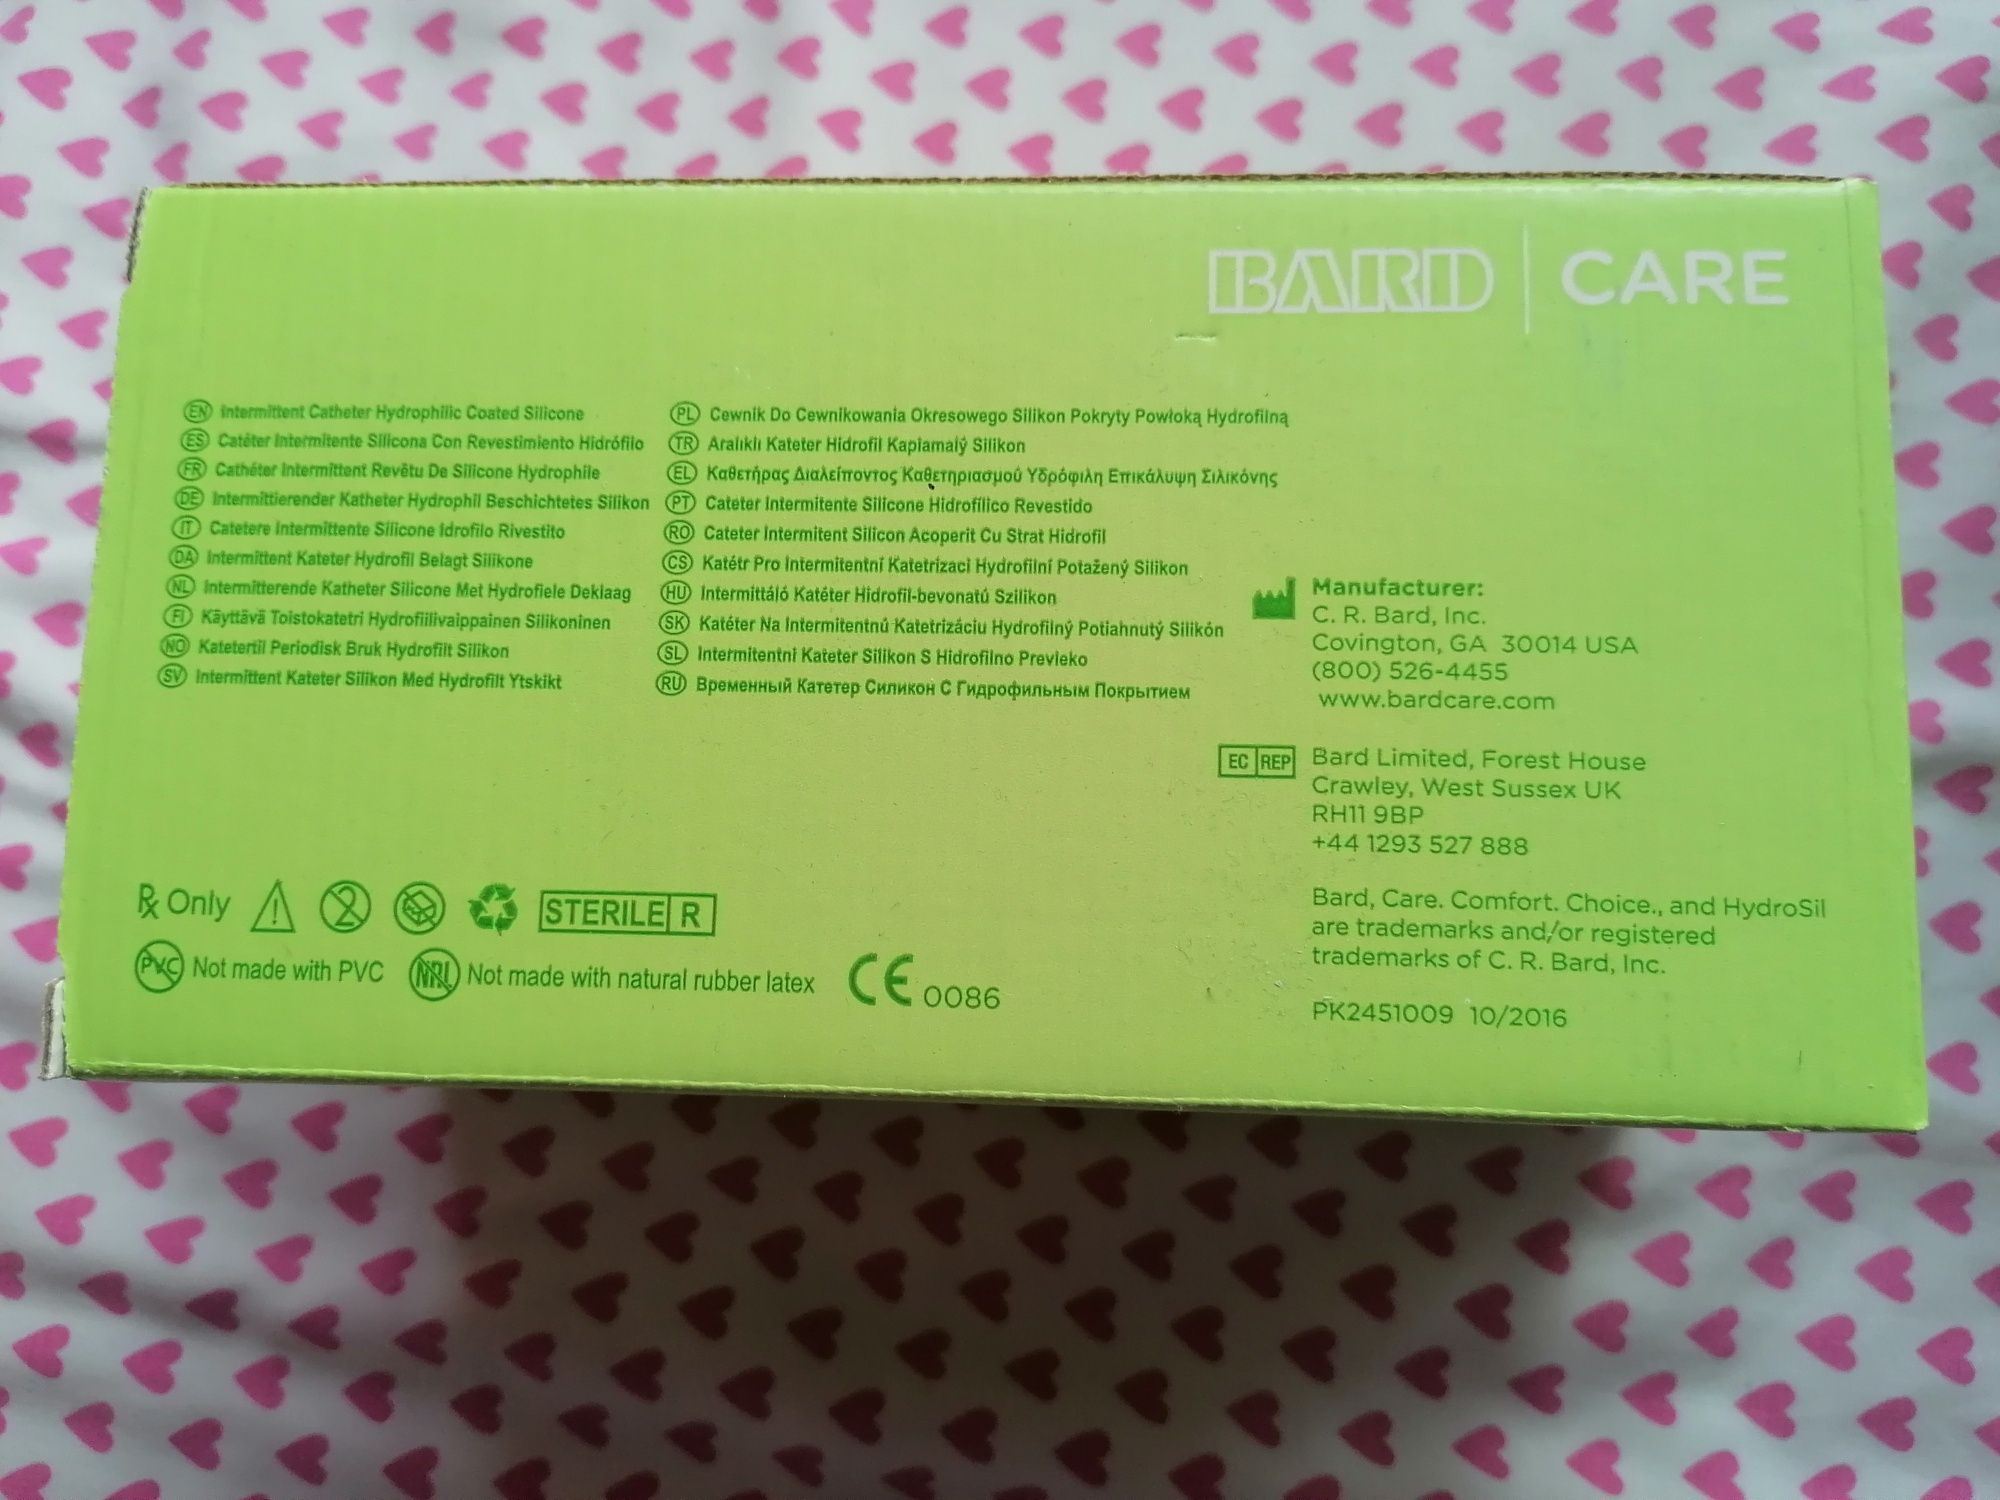 BARD | CARE
EN Intermittent Catheter Hydrophilic Coated Silicone
ES Catéter Intermitente Silicona Con Revestimiento Hidrófilo
FR Cathéter Intermittent Revêtu De Silicone Hydrophile
DE Intermittierender Katheter Hydrophil Beschichtetes Silikon
IT Catetere Intermittente Silicone Idrofilo Rivestito
DA Intermittent Kateter Hydrofil Belagt Silikone
NL Intermitterende Katheter Silicone Met Hydrofiele Deklaag
FI Käyttävä Toistokatetri Hydrofiilivaippainen Silikoninen
NO Katetertil Periodisk Bruk Hydrofilt Silikon
SV Intermittent Kateter Silikon Med Hydrofilt Ytskikt
PL Cewnik Do Cewnikowania Okresowego Silikon Pokryty Powłoką Hydrofilną
TR Aralıklı Kateter Hidrofil Kaplamalý Silikon
EL Καθετήρας Διαλείποντος Καθετηριασμού Υδρόφιλη Επικάλυψη Σιλικόνης
PT Cateter Intermitente Silicone Hidrofílico Revestido
RO Cateter Intermitent Silicon Acoperit Cu Strat Hidrofil
CS Katétr Pro Intermitentní Katetrizaci Hydrofilní Potažený Silikon
HU Intermittáló Katéter Hidrofil-bevonatú Szilikon
SK Katéter Na Intermitentnú Katetrizáciu Hydrofilný Potiahnutý Silikón
SL Intermitentni Kateter Silikon S Hidrofilno Prevleko
RU Временный Катетер Силикон С Гидрофильным Покрытием
Manufacturer:
C. R. Bard, Inc.
Covington, GA 30014 USA
(800) 526-4455
www.bardcare.com
EC REP Bard Limited, Forest House
Crawley, West Sussex UK
RH11 9BP
+44 1293 527 888
Bard, Care. Comfort. Choice., and HydroSil
are trademarks and/or registered
trademarks of C. R. Bard, Inc.
PK2451009 10/2016
Rx Only 2 STERILE R
PVC Not made with PVC NRL Not made with natural rubber latex CE 0086